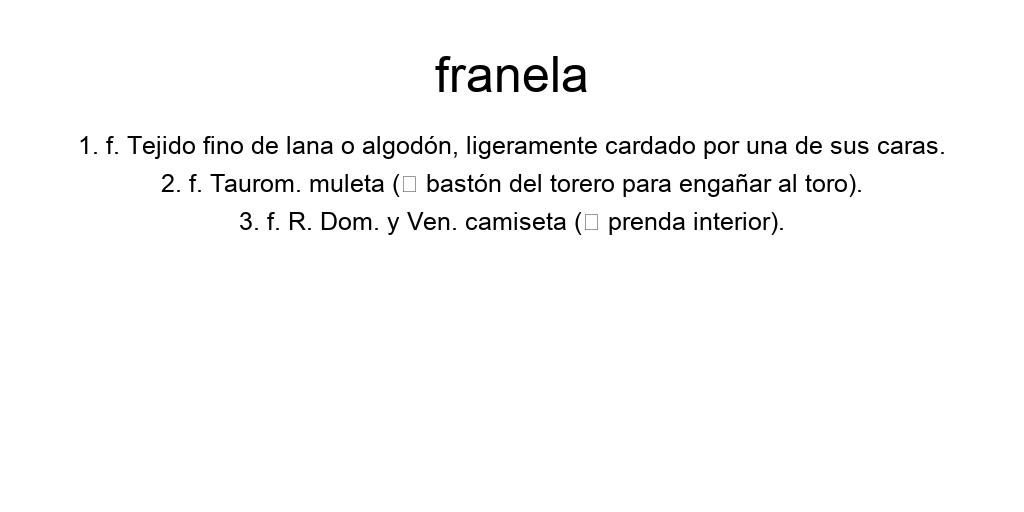 franela
1. f. Tejido fino de lana o algodón, ligeramente cardado por una de sus caras.
2. f. Taurom. muleta (□ bastón del torero para engañar al toro).
3. f. R. Dom. y Ven. camiseta (□ prenda interior).